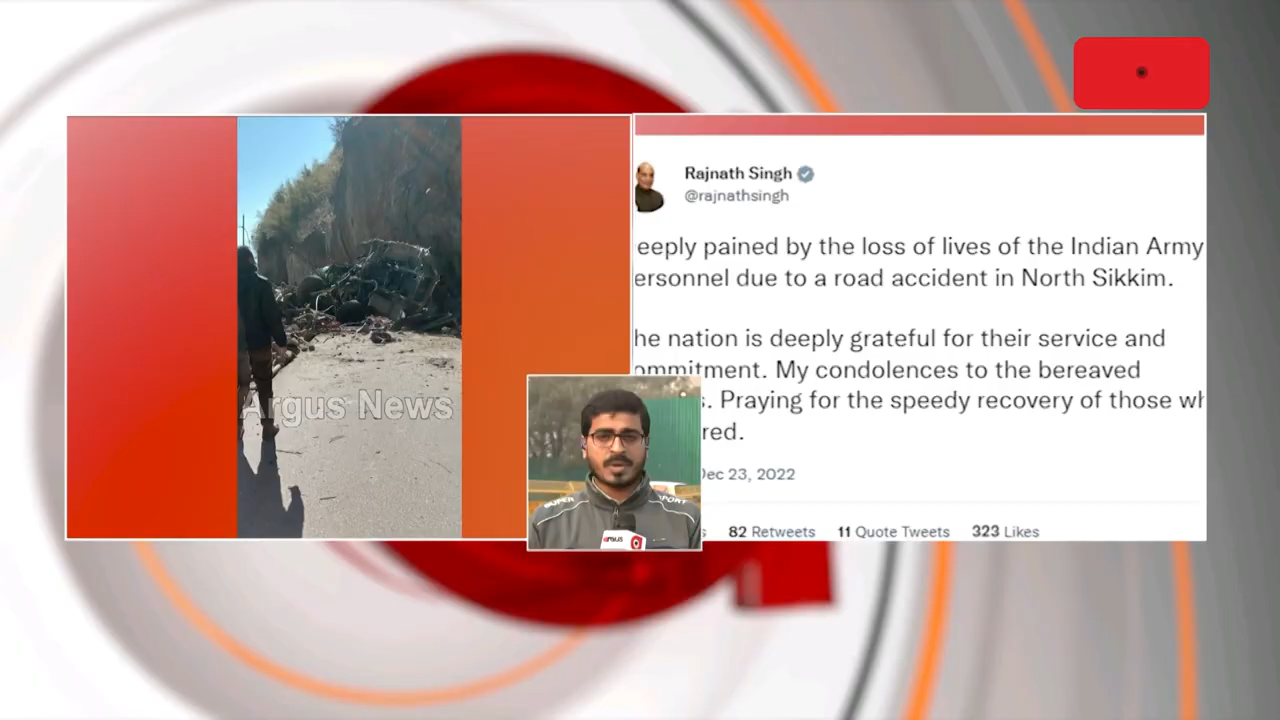 Rajnath Singh
@rajnathsingh
eeply pained by the loss of lives of the Indian Army
ersonnel due to a road accident in North Sikkim.
he nation is deeply grateful for their service and
ommitment. My condolences to the bereaved
s. Praying for the speedy recovery of those wh
red.
Dec 23, 2022
s 82 Retweets 11 Quote Tweets 323 Likes
Argus News
SUPER SPORT
argus